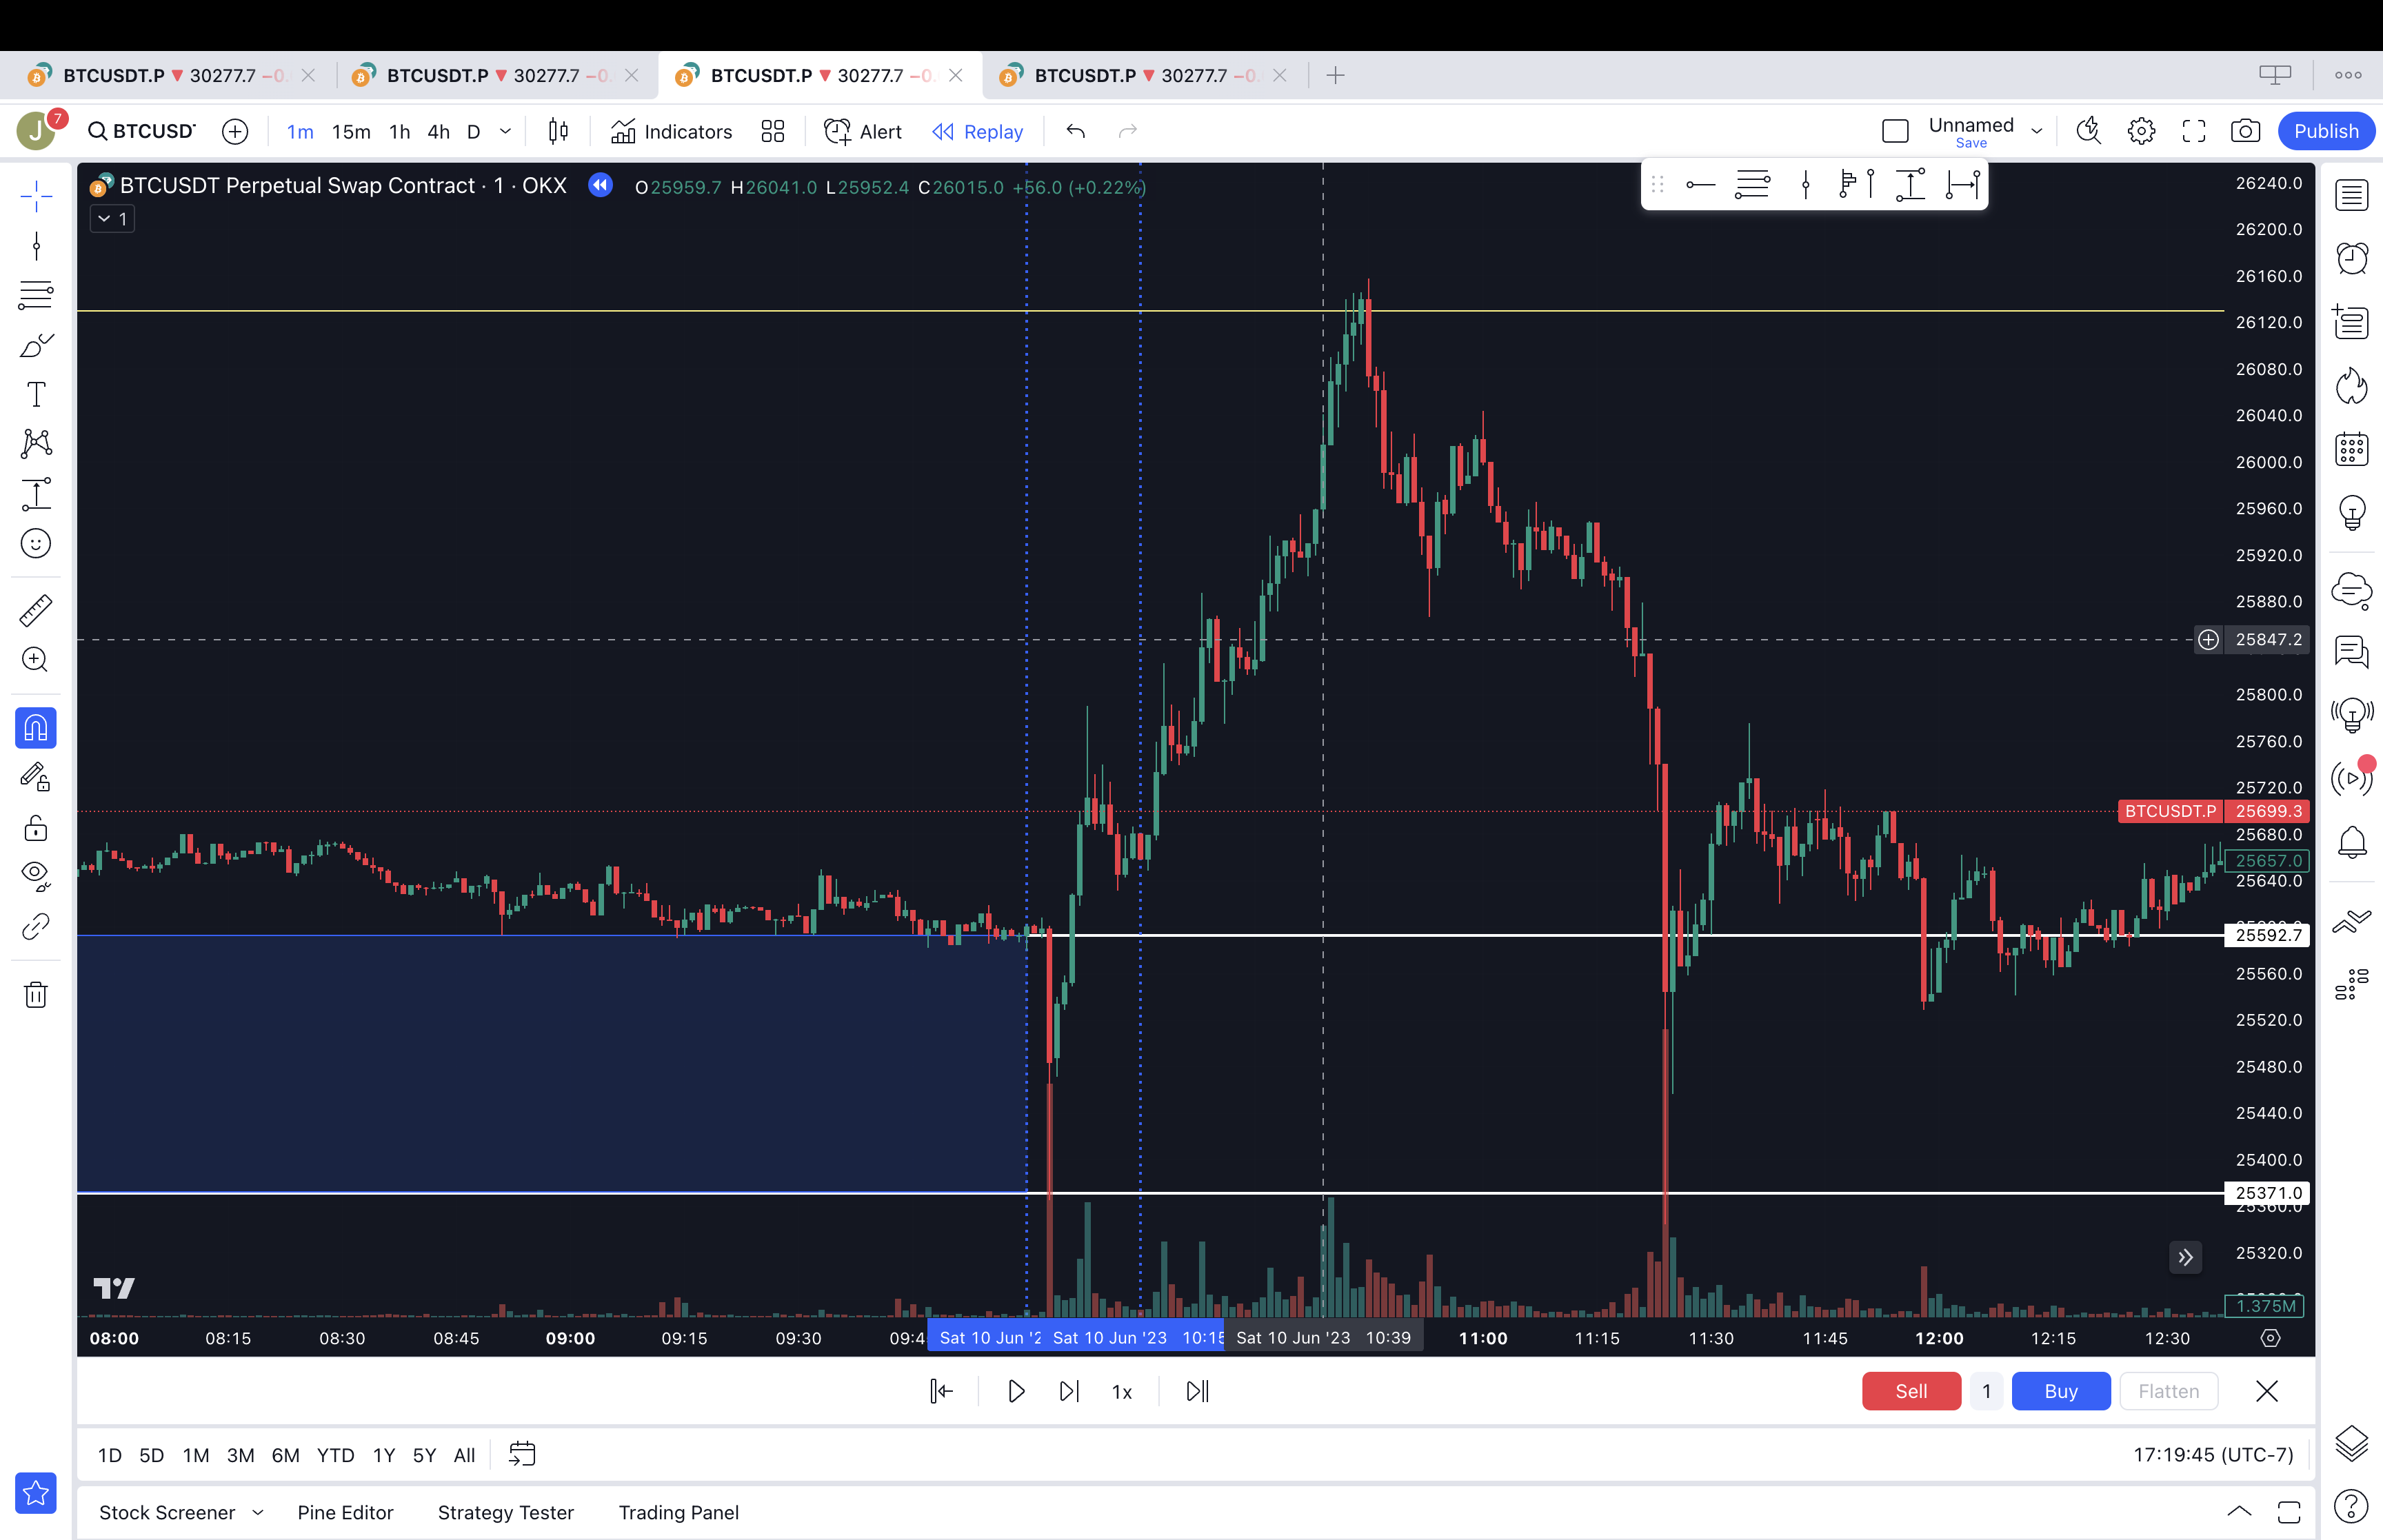 BTCUSDT.P 30277.7 −0. BTCUSDT.P 30277.7 −0. BTCUSDT.P 30277.7 −0. BTCUSDT.P 30277.7 −0.
J 7 BTCUSD 1m 15m 1h 4h D Indicators Alert Replay Unnamed Publish
Save
BTCUSDT Perpetual Swap Contract · 1 · OKX O25959.7 H26041.0 L25952.4 C26015.0 +56.0 (+0.22%)
1
26240.0
26200.0
26160.0
26120.0
26080.0
26040.0
26000.0
25960.0
25920.0
25880.0
25847.2
25800.0
25760.0
25720.0
BTCUSDT.P 25699.3
25680.0
25657.0
25640.0
25592.7
25560.0
25520.0
25480.0
25440.0
25400.0
25371.0
25360.0
25320.0
1.375M
08:00 08:15 08:30 08:45 09:00 09:15 09:30 09:4 Sat 10 Jun '2 Sat 10 Jun '23 10:15 Sat 10 Jun '23 10:39 11:00 11:15 11:30 11:45 12:00 12:15 12:30
1x Sell 1 Buy Flatten
1D 5D 1M 3M 6M YTD 1Y 5Y All 17:19:45 (UTC-7)
Stock Screener Pine Editor Strategy Tester Trading Panel